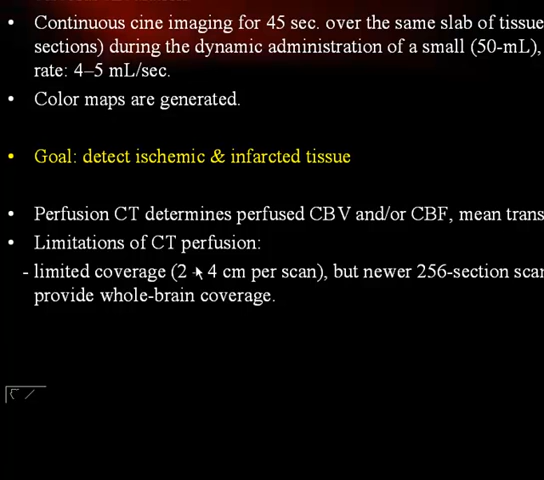 • Continuous cine imaging for 45 sec. over the same slab of tissue
sections) during the dynamic administration of a small (50-mL),
rate: 4–5 mL/sec.
• Color maps are generated.
• Goal: detect ischemic & infarcted tissue
• Perfusion CT determines perfused CBV and/or CBF, mean trans
• Limitations of CT perfusion:
- limited coverage (2 4 cm per scan), but newer 256-section scan
provide whole-brain coverage.